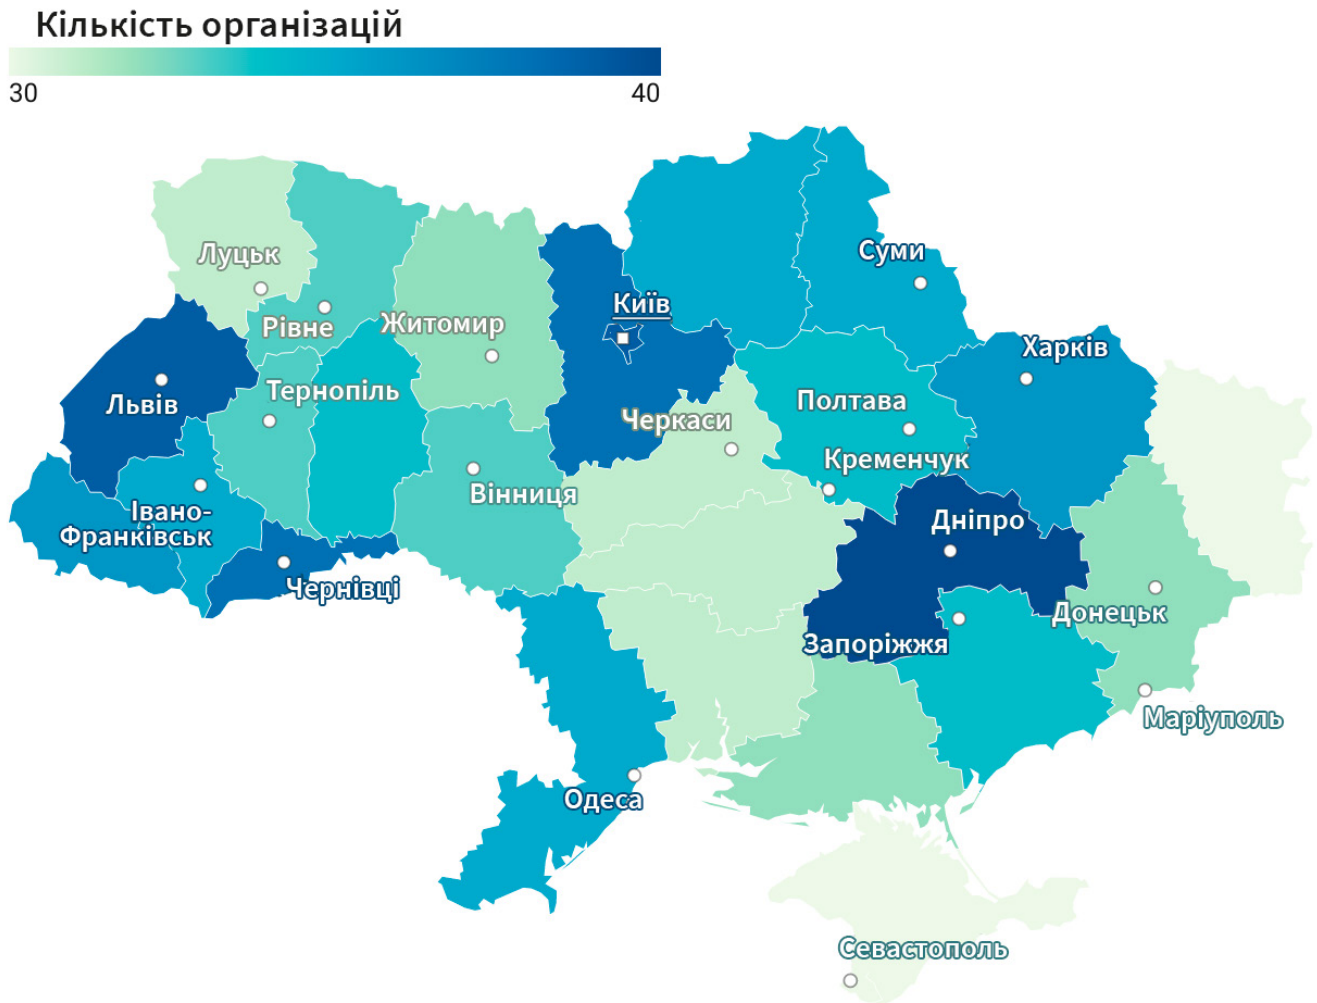 Кількість організацій
30
40
Луцьк
Суми
Київ
Рівне
Житомир
Харків
Тернопіль
Львів
Полтава
Черкаси
Кременчук
Вінниця
Івано-
Франківськ
Дніпро
Чернівці
Донецьк
Запоріжжя
Маріуполь
Одеса
Севастополь